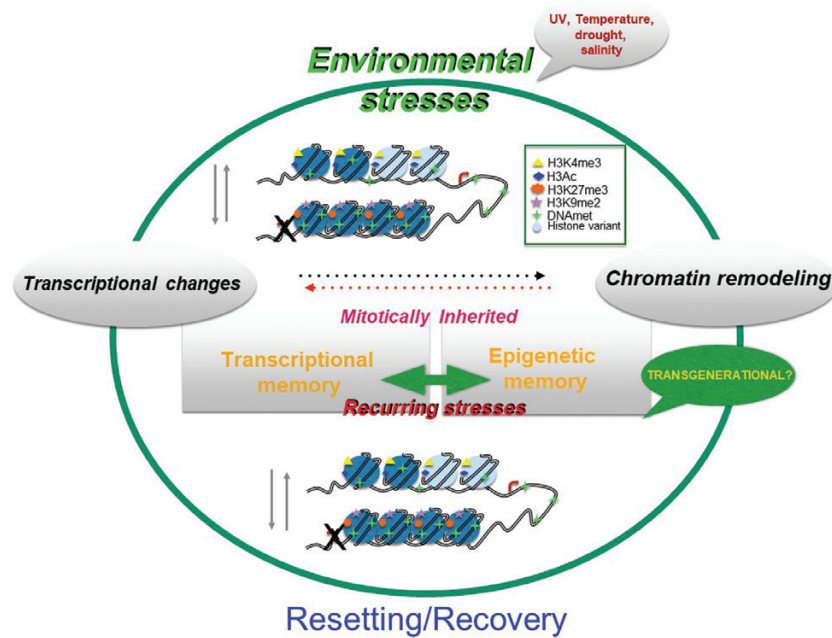 UV, Temperature,
drought,
salinity
Environmental
stresses
H3K4me3
H3Ac
H3K27me3
H3K9me2
DNAmet
Histone variant
Transcriptional changes
Chromatin remodeling
Mitotically Inherited
Transcriptional
memory
Epigenetic
memory
TRANSGENERATIONAL?
Recurring stresses
Resetting/Recovery